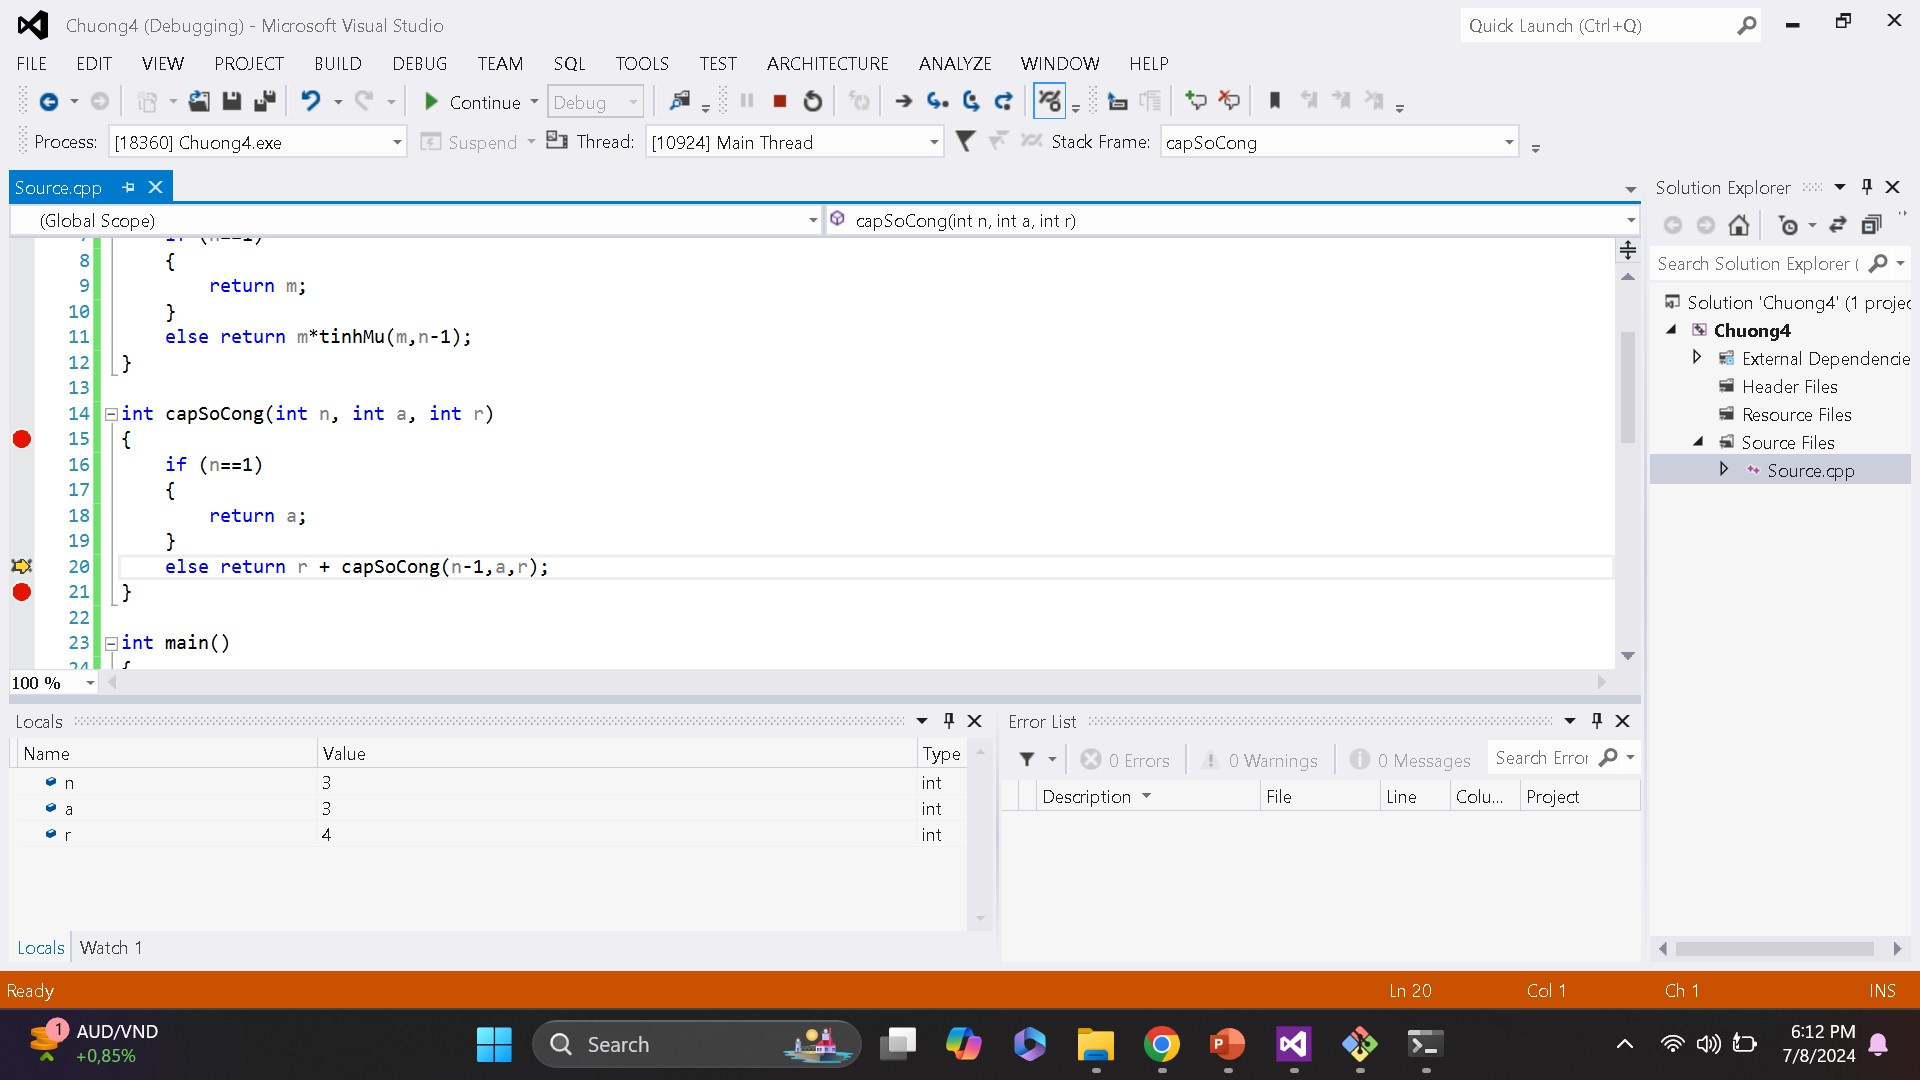 Chuong4 (Debugging) - Microsoft Visual Studio
Quick Launch (Ctrl+Q)
FILE EDIT VIEW PROJECT BUILD DEBUG TEAM SQL TOOLS TEST ARCHITECTURE ANALYZE WINDOW HELP
Continue Debug
Process: [18360] Chuong4.exe Suspend Thread: [10924] Main Thread Stack Frame: capSoCong
Source.cpp
(Global Scope) capSoCong(int n, int a, int r)
7 if (n==1)
8 {
9 return m;
10 }
11 else return m*tinhMu(m,n-1);
12 }
13
14 int capSoCong(int n, int a, int r)
15 {
16 if (n==1)
17 {
18 return a;
19 }
20 else return r + capSoCong(n-1,a,r);
21 }
22
23 int main()
24 {
100 %
Solution Explorer
Search Solution Explorer (
Solution 'Chuong4' (1 projec
Chuong4
External Dependencie
Header Files
Resource Files
Source Files
Source.cpp
Locals
Name Value Type
n 3 int
a 3 int
r 4 int
Locals Watch 1
Error List
0 Errors 0 Warnings 0 Messages Search Error
Description File Line Colu... Project
Ready Ln 20 Col 1 Ch 1 INS
1 AUD/VND
+0,85%
Search
P
6:12 PM
7/8/2024